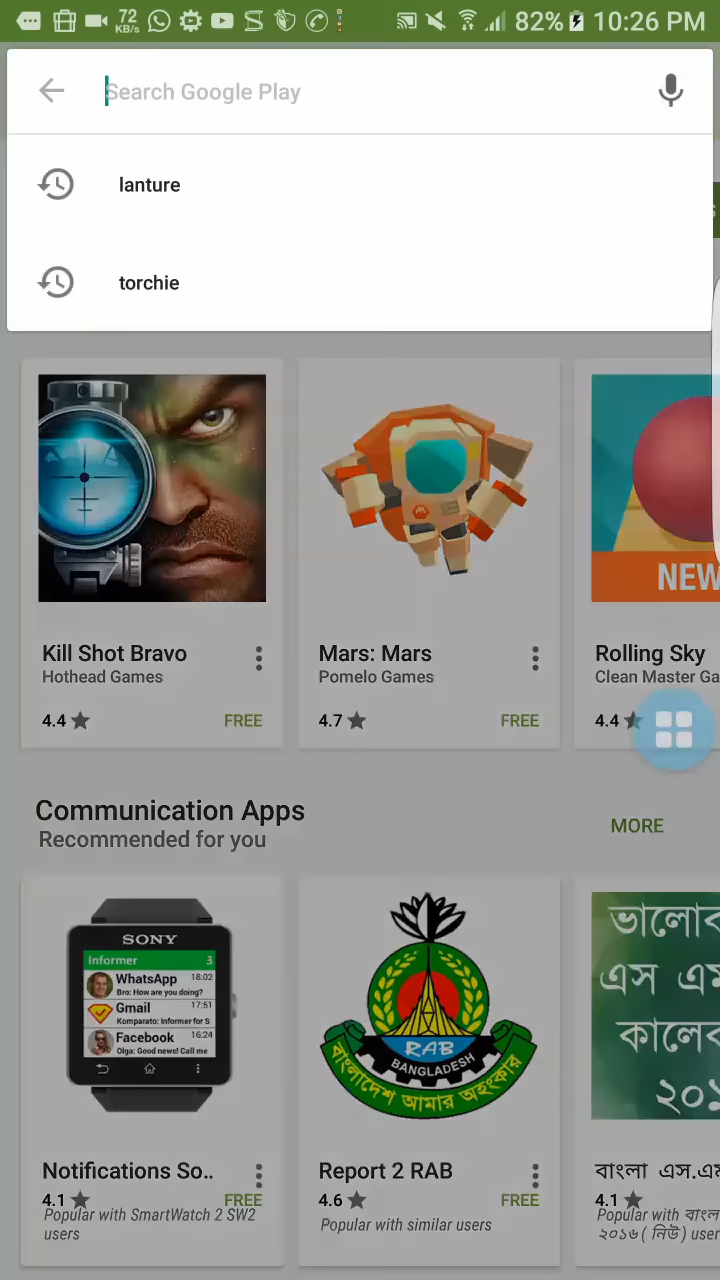 72
KB/s
82%
10:26 PM
Search Google Play
lanture
torchie
NEW
Kill Shot Bravo
Hothead Games
4.4
FREE
Mars: Mars
Pomelo Games
4.7
FREE
Rolling Sky
Clean Master Ga
4.4
Communication Apps
Recommended for you
MORE
SONY
Informer 3
WhatsApp 18:02
Bro: How are you doing?
Gmail 17:51
Komparato: Informer for S
Facebook 16:24
Olga: Good news! Call me
RAB
BANGLADESH
বাংলাদেশ আমার অহংকার
ভালোব
এস এম
কালেক
২০১
Notifications So..
4.1
FREE
Popular with SmartWatch 2 SW2
users
Report 2 RAB
4.6
FREE
Popular with similar users
বাংলা এস.এম
4.1
Popular with বাংল
২০১৬ ( নিউ ) user